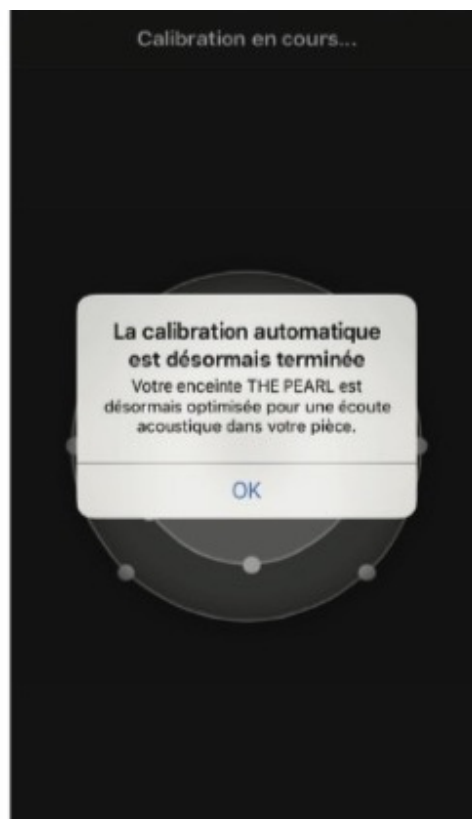 Calibration en cours...
La calibration automatique
est désormais terminée
Votre enceinte THE PEARL est
désormais optimisée pour une écoute
acoustique dans votre pièce.
OK